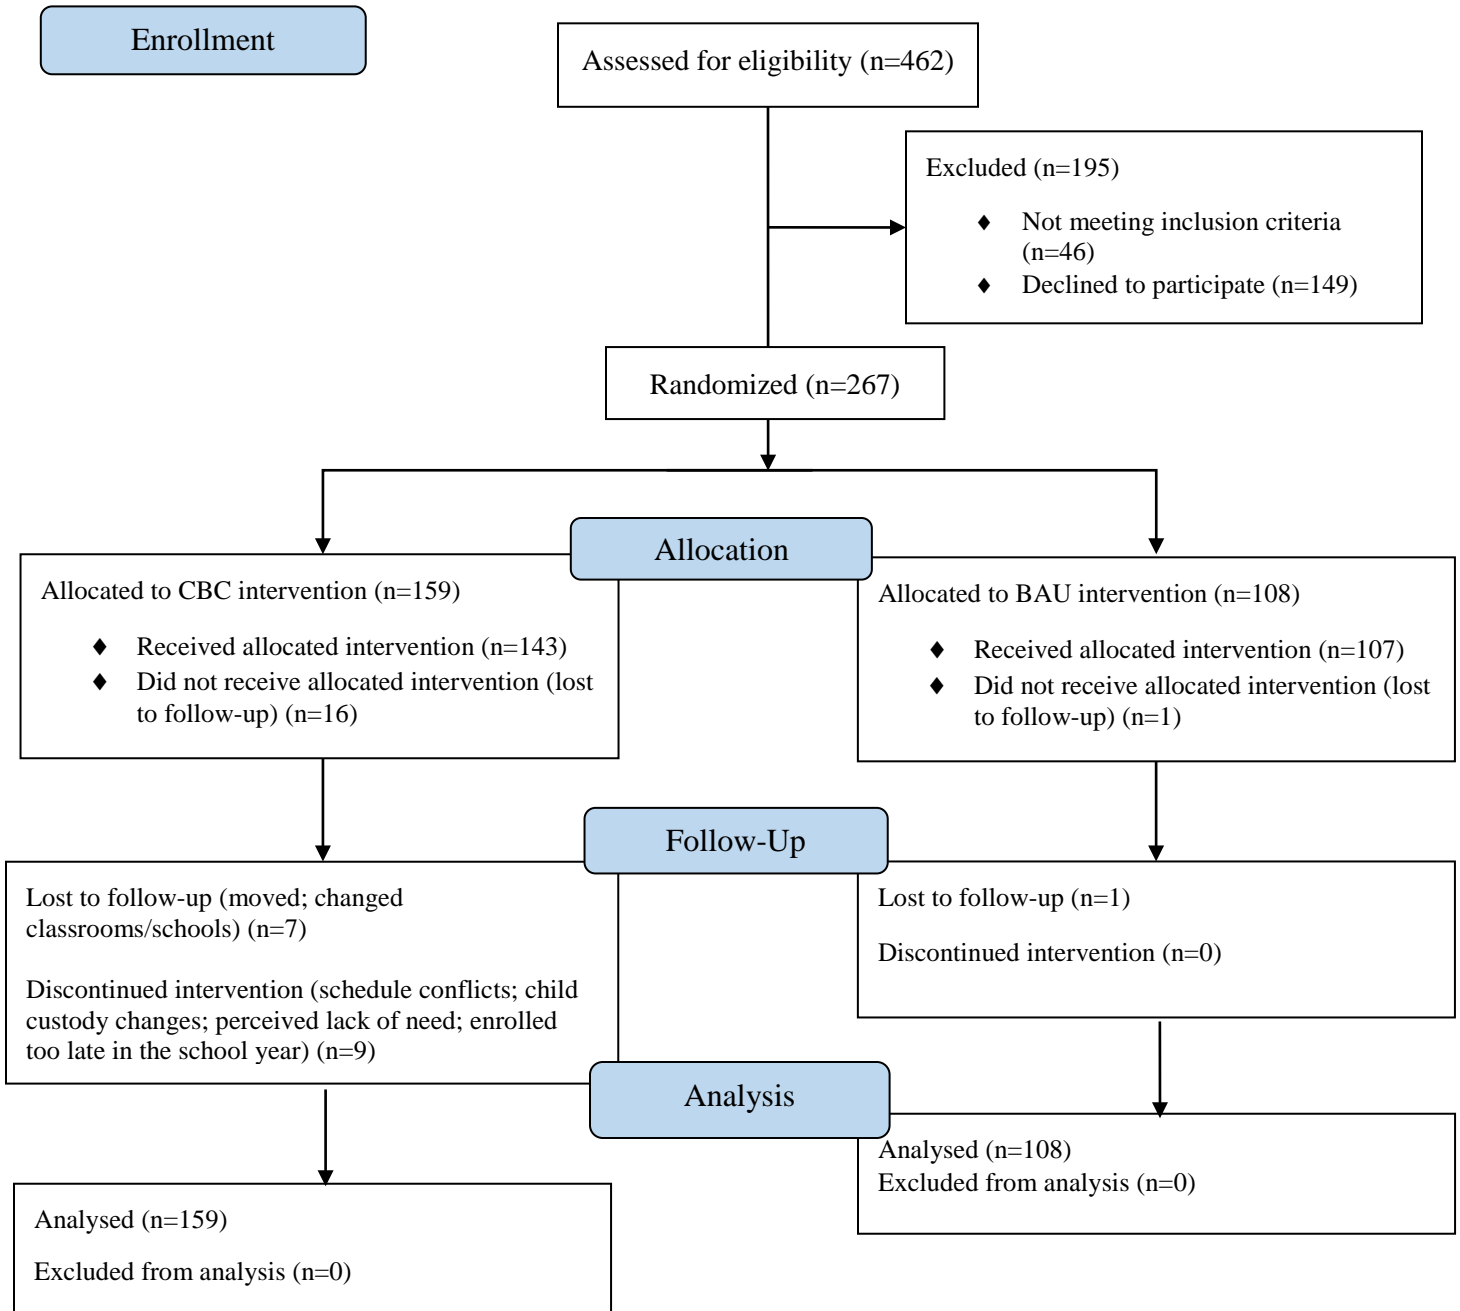 Enrollment
Assessed for eligibility (n=462)
Excluded (n=195)
♦ Not meeting inclusion criteria
(n=46)
♦ Declined to participate (n=149)
Randomized (n=267)
Allocation
Allocated to CBC intervention (n=159)
♦ Received allocated intervention (n=143)
♦ Did not receive allocated intervention (lost
to follow-up) (n=16)
Allocated to BAU intervention (n=108)
♦ Received allocated intervention (n=107)
♦ Did not receive allocated intervention (lost
to follow-up) (n=1)
Follow-Up
Lost to follow-up (moved; changed
classrooms/schools) (n=7)
Discontinued intervention (schedule conflicts; child
custody changes; perceived lack of need; enrolled
too late in the school year) (n=9)
Lost to follow-up (n=1)
Discontinued intervention (n=0)
Analysis
Analysed (n=159)
Excluded from analysis (n=0)
Analysed (n=108)
Excluded from analysis (n=0)